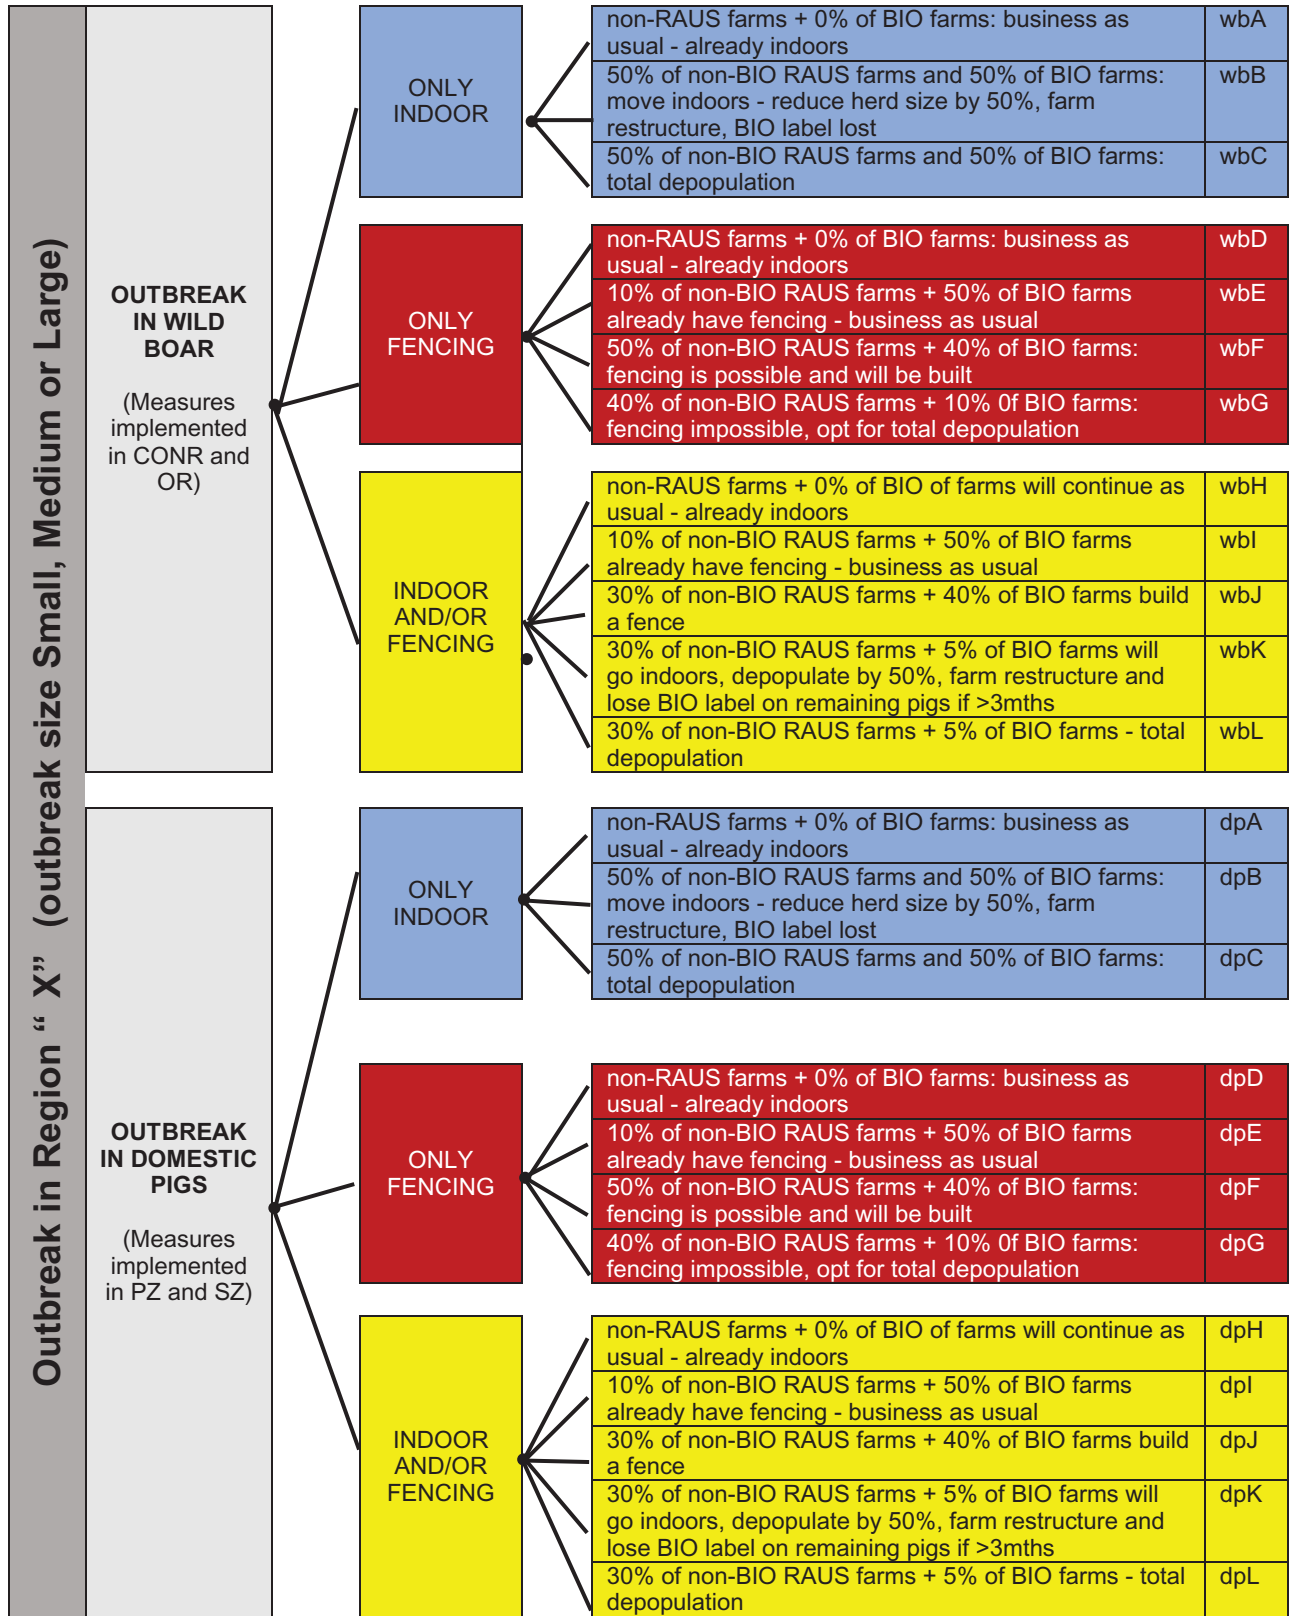 Outbreak in Region “ X” (outbreak size Small, Medium or Large)
OUTBREAK
IN WILD
BOAR
(Measures
implemented
in CONR and
OR)
ONLY
INDOOR
non-RAUS farms + 0% of BIO farms: business as
usual - already indoors
wbA
50% of non-BIO RAUS farms and 50% of BIO farms:
move indoors - reduce herd size by 50%, farm
restructure, BIO label lost
wbB
50% of non-BIO RAUS farms and 50% of BIO farms:
total depopulation
wbC
ONLY
FENCING
non-RAUS farms + 0% of BIO farms: business as
usual - already indoors
wbD
10% of non-BIO RAUS farms + 50% of BIO farms
already have fencing - business as usual
wbE
50% of non-BIO RAUS farms + 40% of BIO farms:
fencing is possible and will be built
wbF
40% of non-BIO RAUS farms + 10% 0f BIO farms:
fencing impossible, opt for total depopulation
wbG
INDOOR
AND/OR
FENCING
non-RAUS farms + 0% of BIO of farms will continue as
usual - already indoors
wbH
10% of non-BIO RAUS farms + 50% of BIO farms
already have fencing - business as usual
wbI
30% of non-BIO RAUS farms + 40% of BIO farms build
a fence
wbJ
30% of non-BIO RAUS farms + 5% of BIO farms will
go indoors, depopulate by 50%, farm restructure and
lose BIO label on remaining pigs if >3mths
wbK
30% of non-BIO RAUS farms + 5% of BIO farms - total
depopulation
wbL
OUTBREAK
IN DOMESTIC
PIGS
(Measures
implemented
in PZ and SZ)
ONLY
INDOOR
non-RAUS farms + 0% of BIO farms: business as
usual - already indoors
dpA
50% of non-BIO RAUS farms and 50% of BIO farms:
move indoors - reduce herd size by 50%, farm
restructure, BIO label lost
dpB
50% of non-BIO RAUS farms and 50% of BIO farms:
total depopulation
dpC
ONLY
FENCING
non-RAUS farms + 0% of BIO farms: business as
usual - already indoors
dpD
10% of non-BIO RAUS farms + 50% of BIO farms
already have fencing - business as usual
dpE
50% of non-BIO RAUS farms + 40% of BIO farms:
fencing is possible and will be built
dpF
40% of non-BIO RAUS farms + 10% 0f BIO farms:
fencing impossible, opt for total depopulation
dpG
INDOOR
AND/OR
FENCING
non-RAUS farms + 0% of BIO of farms will continue as
usual - already indoors
dpH
10% of non-BIO RAUS farms + 50% of BIO farms
already have fencing - business as usual
dpI
30% of non-BIO RAUS farms + 40% of BIO farms build
a fence
dpJ
30% of non-BIO RAUS farms + 5% of BIO farms will
go indoors, depopulate by 50%, farm restructure and
lose BIO label on remaining pigs if >3mths
dpK
30% of non-BIO RAUS farms + 5% of BIO farms - total
depopulation
dpL